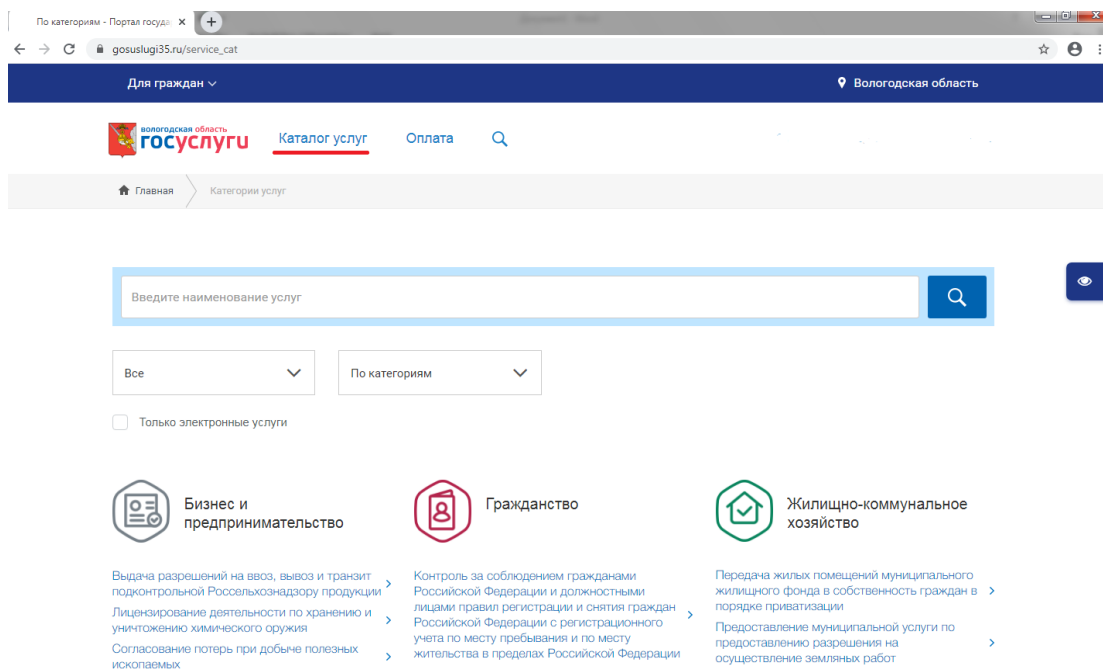 По категориям - Портал госуда
gosuslugi35.ru/service_cat
Для граждан
Вологодская область
вологодская область
госуслуги
Каталог услуг
Оплата
Главная
Категории услуг
Введите наименование услуг
Все
По категориям
Только электронные услуги
Бизнес и
предпринимательство
Выдача разрешений на ввоз, вывоз и транзит
подконтрольной Россельхознадзору продукции
Лицензирование деятельности по хранению и
уничтожению химического оружия
Согласование потерь при добыче полезных
ископаемых
Гражданство
Контроль за соблюдением гражданами
Российской Федерации и должностными
лицами правил регистрации и снятия граждан
Российской Федерации с регистрационного
учета по месту пребывания и по месту
жительства в пределах Российской Федерации
Жилищно-коммунальное
хозяйство
Передача жилых помещений муниципального
жилищного фонда в собственность граждан в
порядке приватизации
Предоставление муниципальной услуги по
предоставлению разрешения на
осуществление земляных работ